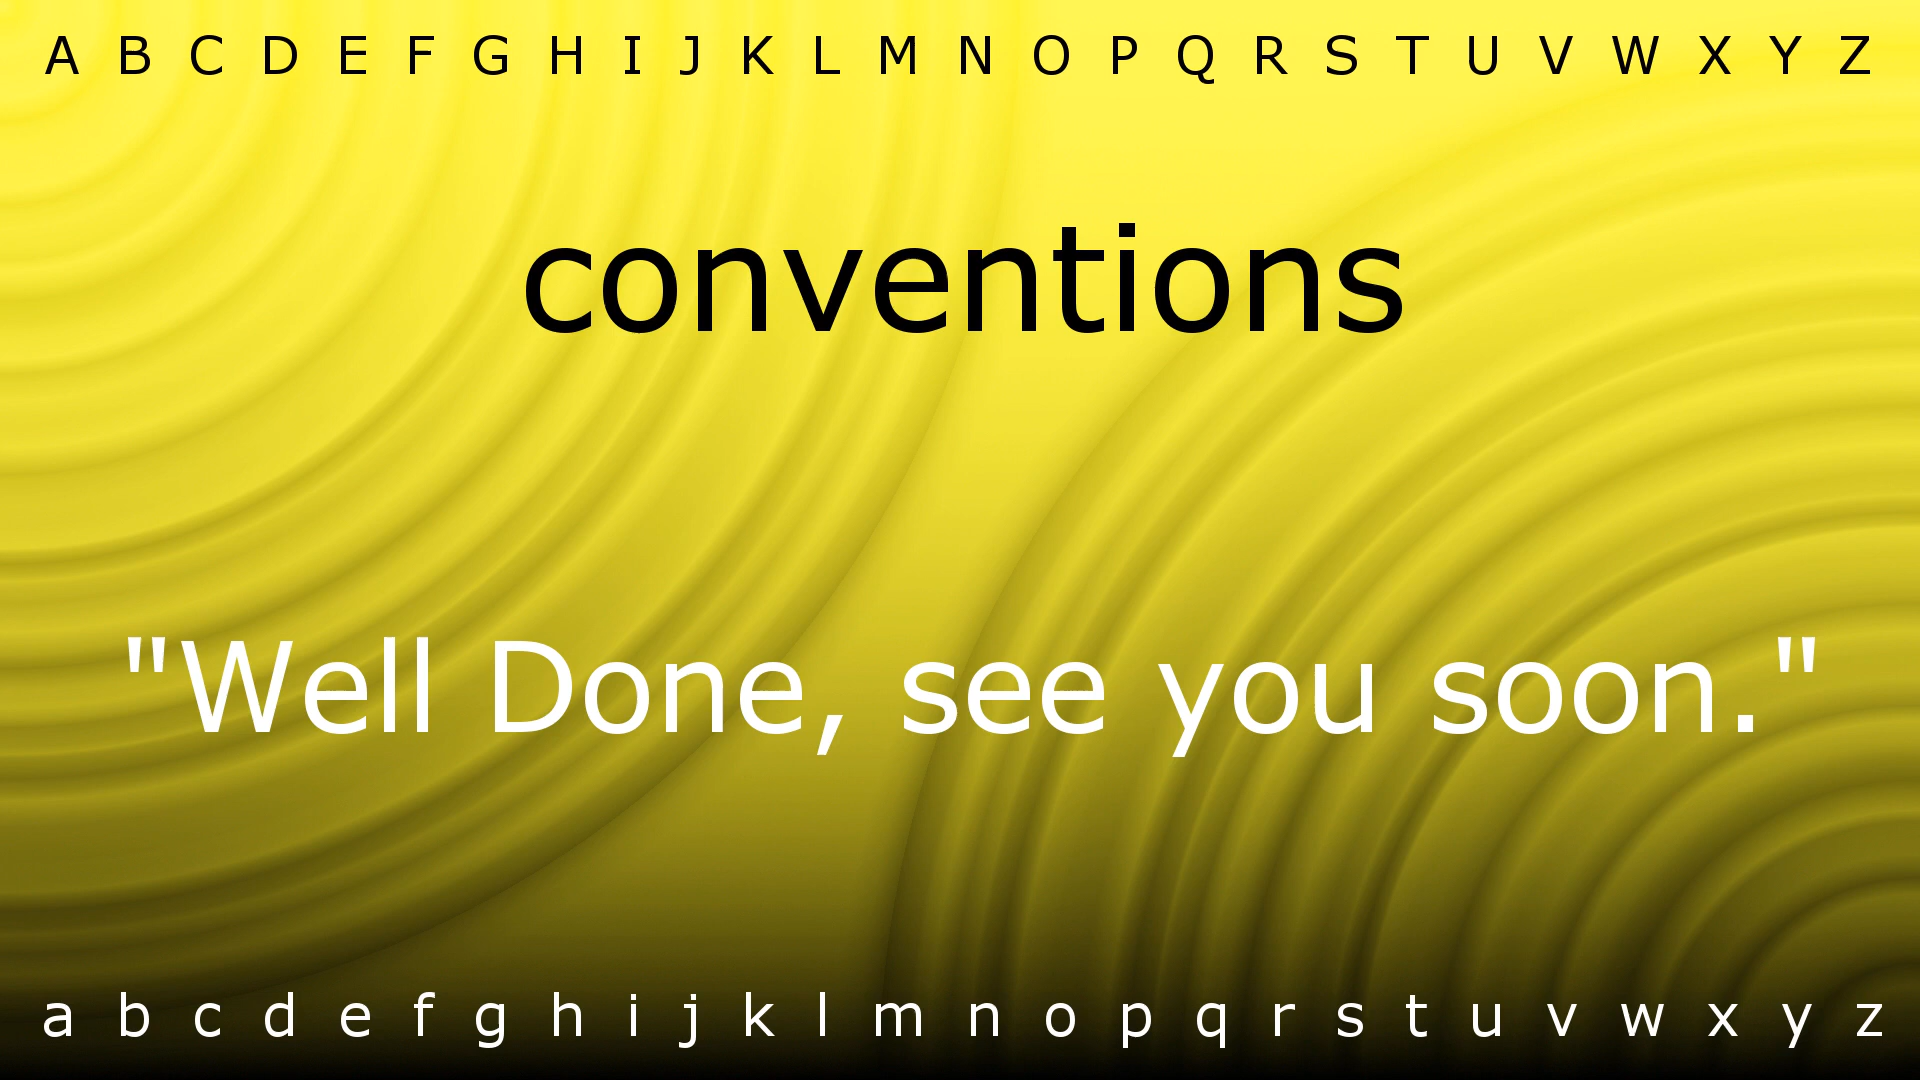 A B C D E F G H I J K L M N O P Q R S T U V W X Y Z
conventions
"Well Done, see you soon."
a b c d e f g h i j k l m n o p q r s t u v w x y z